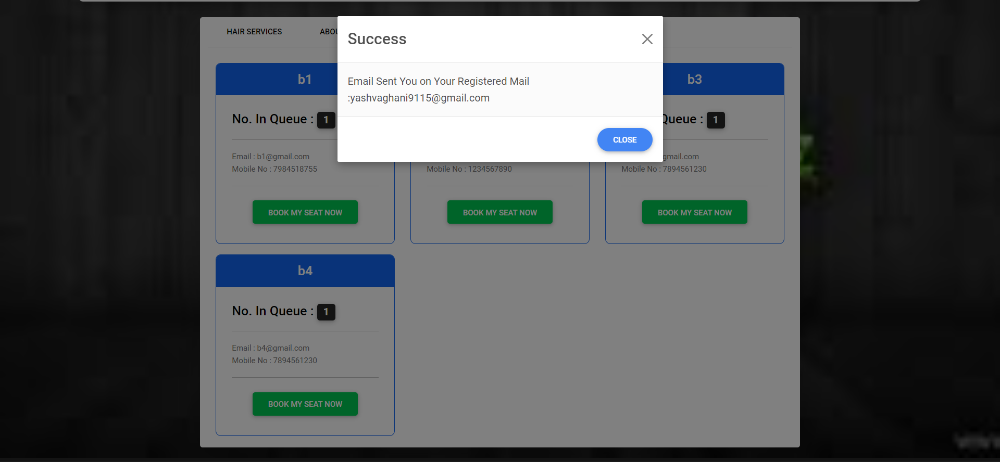 HAIR SERVICES
Success
Email Sent You on Your Registered Mail
:yashvaghani9115@gmail.com
CLOSE
b1
No. In Queue : 1
Email : b1@gmail.com
Mobile No : 7984518755
BOOK MY SEAT NOW
Mobile No : 1234567890
BOOK MY SEAT NOW
b3
Queue : 1
gmail.com
Mobile No : 7894561230
BOOK MY SEAT NOW
b4
No. In Queue : 1
Email : b4@gmail.com
Mobile No : 7894561230
BOOK MY SEAT NOW